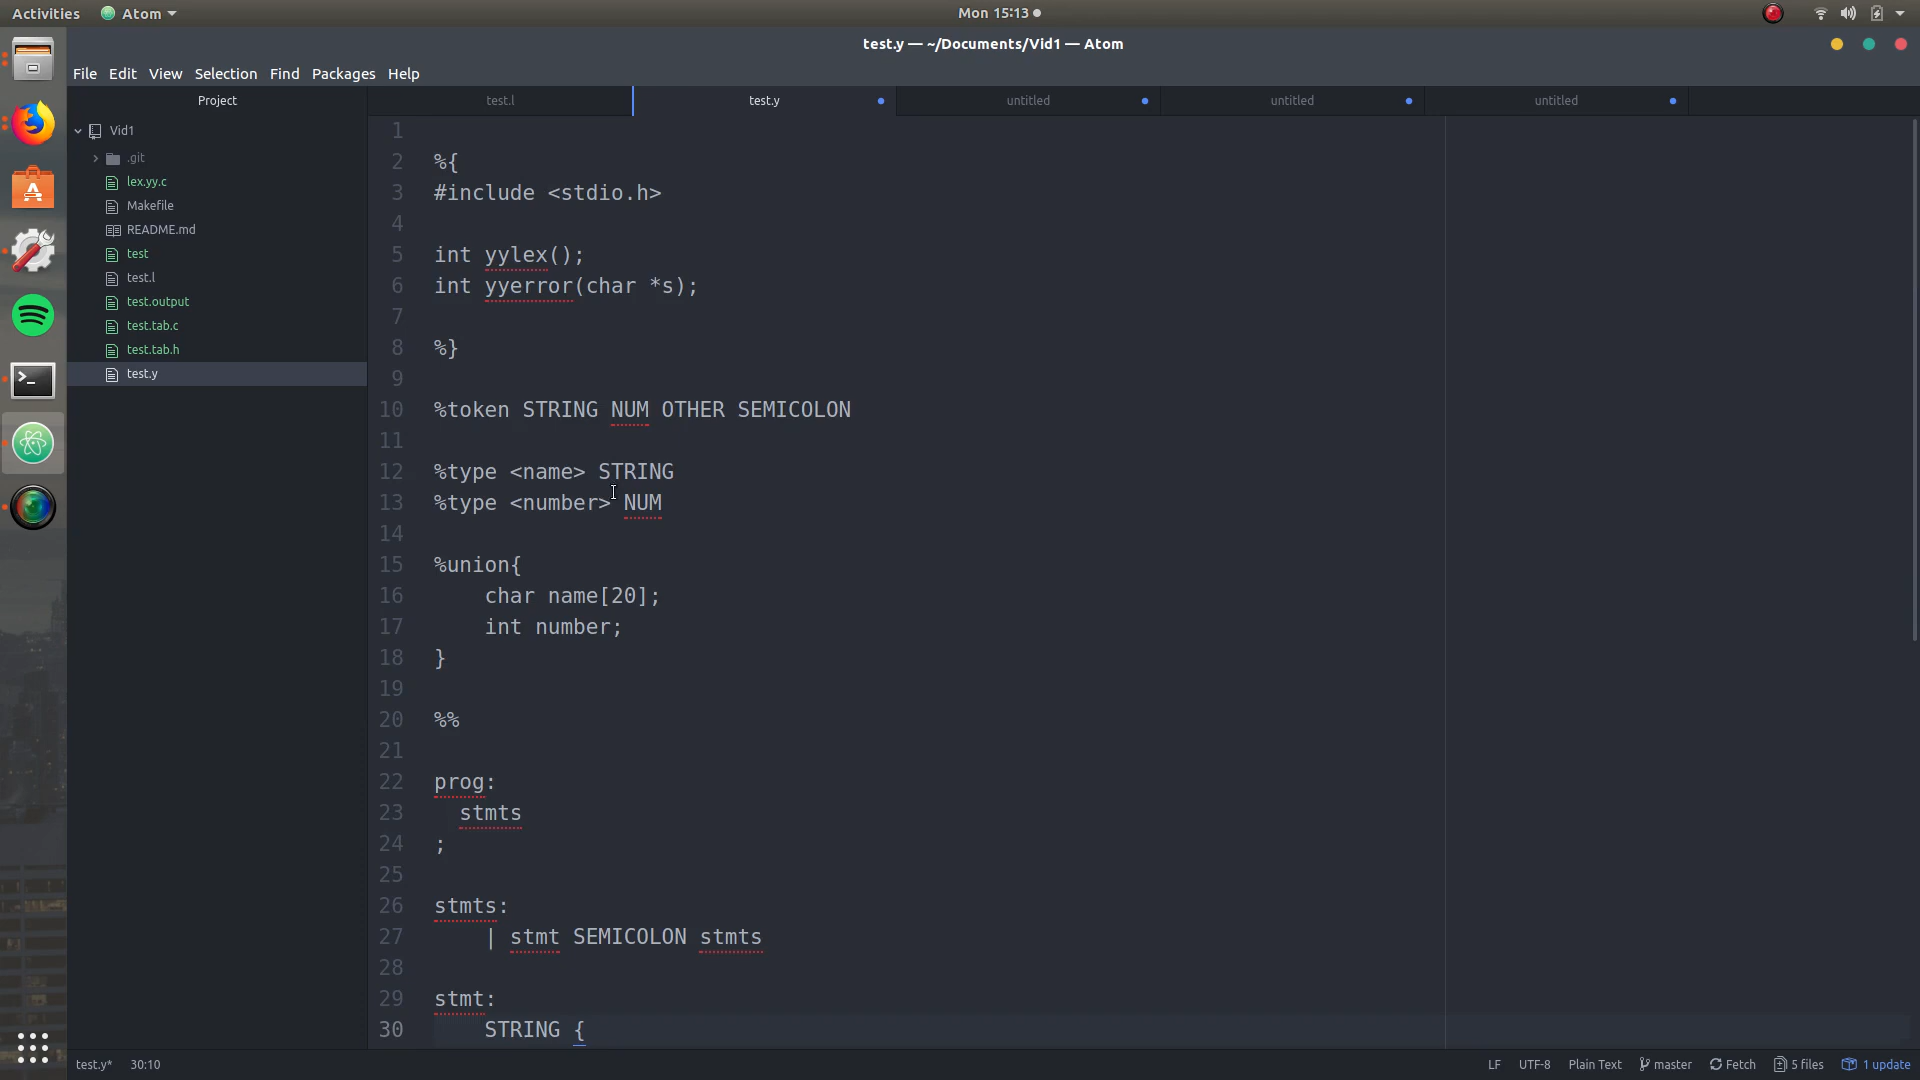 Activities Atom Mon 15:13
test.y — ~/Documents/Vid1 — Atom
File Edit View Selection Find Packages Help
Project test.l test.y untitled untitled untitled
Vid1
.git
lex.yy.c
Makefile
README.md
test
test.l
test.output
test.tab.c
test.tab.h
test.y
1
2 %{
3 #include <stdio.h>
4
5 int yylex();
6 int yyerror(char *s);
7
8 %}
9
10 %token STRING NUM OTHER SEMICOLON
11
12 %type <name> STRING
13 %type <number> NUM
14
15 %union{
16 char name[20];
17 int number;
18 }
19
20 %%
21
22 prog:
23 stmts
24 ;
25
26 stmts:
27 | stmt SEMICOLON stmts
28
29 stmt:
30 STRING {
test.y* 30:10 LF UTF-8 Plain Text master Fetch 5 files 1 update